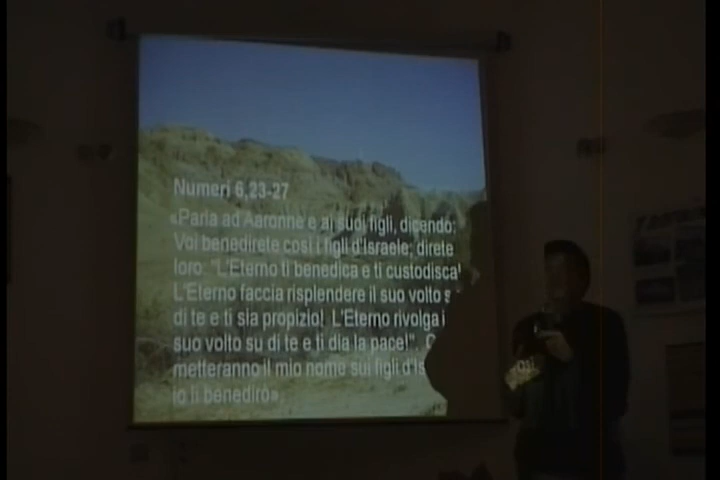 Numeri 6,23-27
«Parla ad Aaronne e ai suoi figli, dicendo:
Voi benedirete così i figli d'Israele; direte
loro: "L'Eterno ti benedica e ti custodisca!
L'Eterno faccia risplendere il suo volto s
di te e ti sia propizio! L'Eterno rivolga i
suo volto su di te e ti dia la pace!".
metteranno il mio nome sui figli d'Is
io li benedirò».